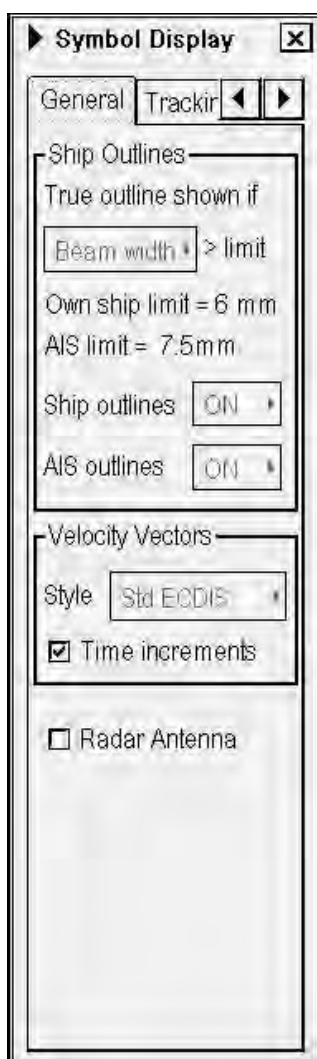 Symbol Display
General Trackin
Ship Outlines
True outline shown if
Beam width > limit
Own ship limit = 6 mm
AIS limit = 7.5mm
Ship outlines ON
AIS outlines ON
Velocity Vectors
Style Std ECDIS
Time increments
Radar Antenna